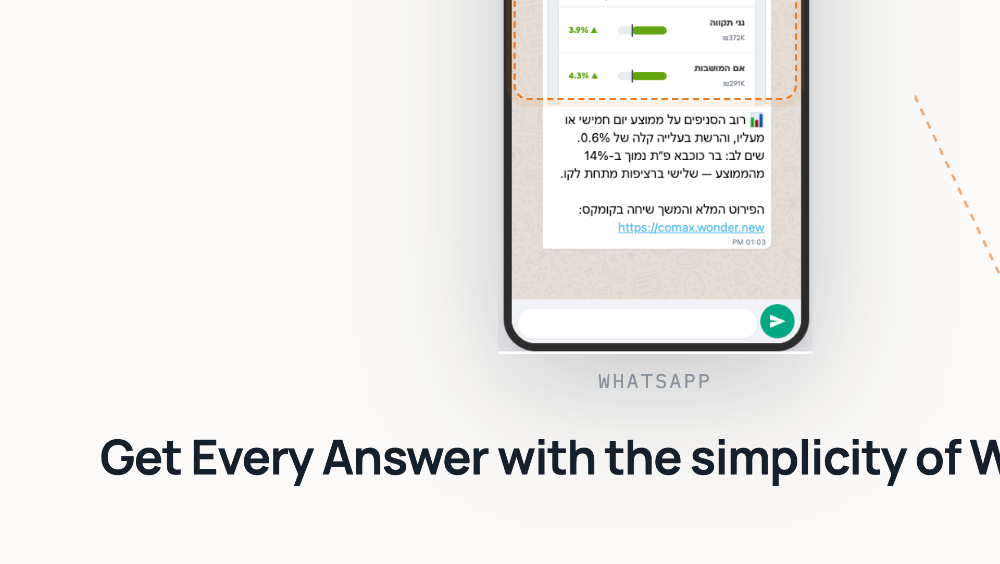 גני תקווה
₪372K
3.9% ▲
אם המושבות
₪291K
4.3% ▲
📊 רוב הסניפים על ממוצע יום חמישי או
מעליו, והרשת בעלייה קלה של 0.6%.
שים לב: בר כוכבא פ״ת נמוך ב-14%
מהממוצע — שלישי ברציפות מתחת לקו.
הפירוט המלא והמשך שיחה בקומקס:
https://comax.wonder.new
PM 01:03
WHATSAPP
Get Every Answer with the simplicity of W